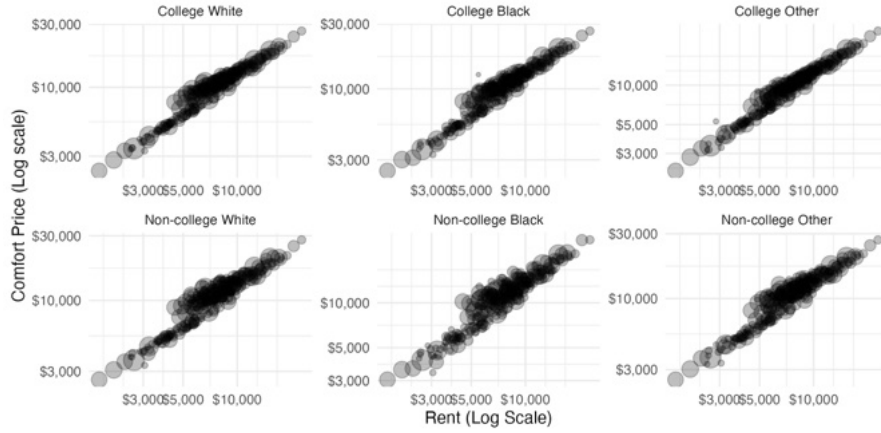 College White
College Black
College Other
$30,000
$10,000
$3,000
$30,000
$10,000
$3,000
$10,000
$5,000
$3,000
$3,000 $5,000 $10,000
$3,000 $5,000 $10,000
$3,000 $5,000 $10,000
Comfort Price (Log scale)
Non-college White
Non-college Black
Non-college Other
$30,000
$10,000
$3,000
$10,000
$5,000
$3,000
$30,000
$10,000
$3,000
$3,000 $5,000 $10,000
$3,000 $5,000 $10,000
$3,000 $5,000 $10,000
Rent (Log Scale)